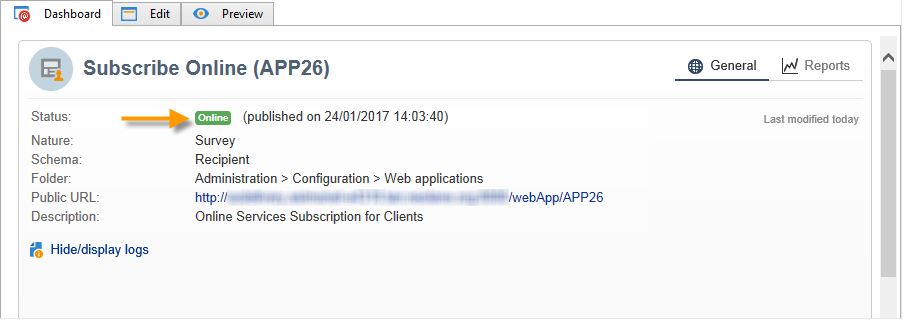 Dashboard Edit Preview
Subscribe Online (APP26) General Reports
Status: Online (published on 24/01/2017 14:03:40) Last modified today
Nature: Survey
Schema: Recipient
Folder: Administration > Configuration > Web applications
Public URL: http:// /webApp/APP26
Description: Online Services Subscription for Clients
Hide/display logs